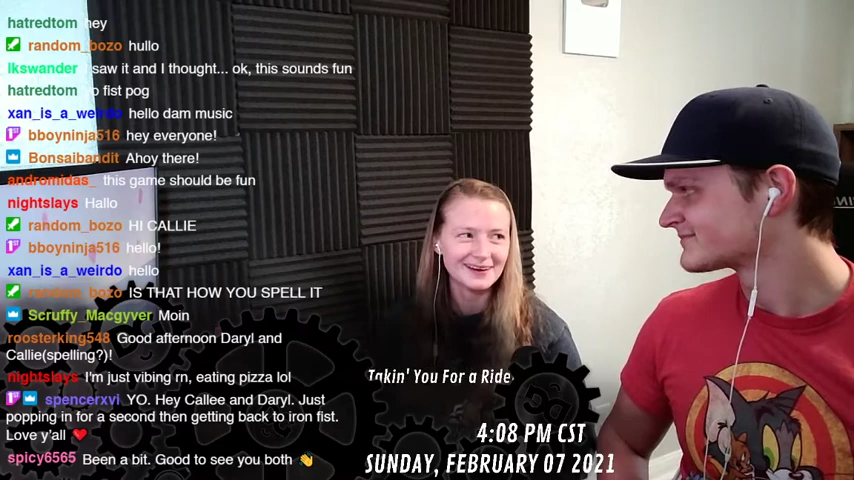 hatredtom hey
random_bozo hullo
lkswander I saw it and I thought... ok, this sounds fun
hatredtom Yo fist pog
xan_is_a_weirdo hello dam music
bboyninja516 hey everyone!
Bonsaibandit Ahoy there!
andromidas_ this game should be fun
nightslays Hallo
random_bozo HI CALLIE
bboyninja516 hello!
xan_is_a_weirdo hello
random_bozo IS THAT HOW YOU SPELL IT
Scruffy_Macgyver Moin
roosterking548 Good afternoon Daryl and
Callie(spelling?)!
nightslays I'm just vibing rn, eating pizza lol
spencerxvi YO. Hey Callee and Daryl. Just
popping in for a second then getting back to iron fist.
Love y'all ❤️
spicy6565 Been a bit. Good to see you both 👋
Takin' You For a Ride
4:08 PM CST
SUNDAY, FEBRUARY 07 2021